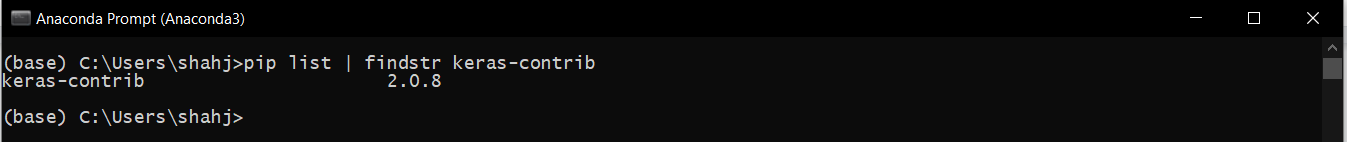 Anaconda Prompt (Anaconda3)
(base) C:\Users\shahj>pip list | findstr keras-contrib
keras-contrib                      2.0.8
(base) C:\Users\shahj>